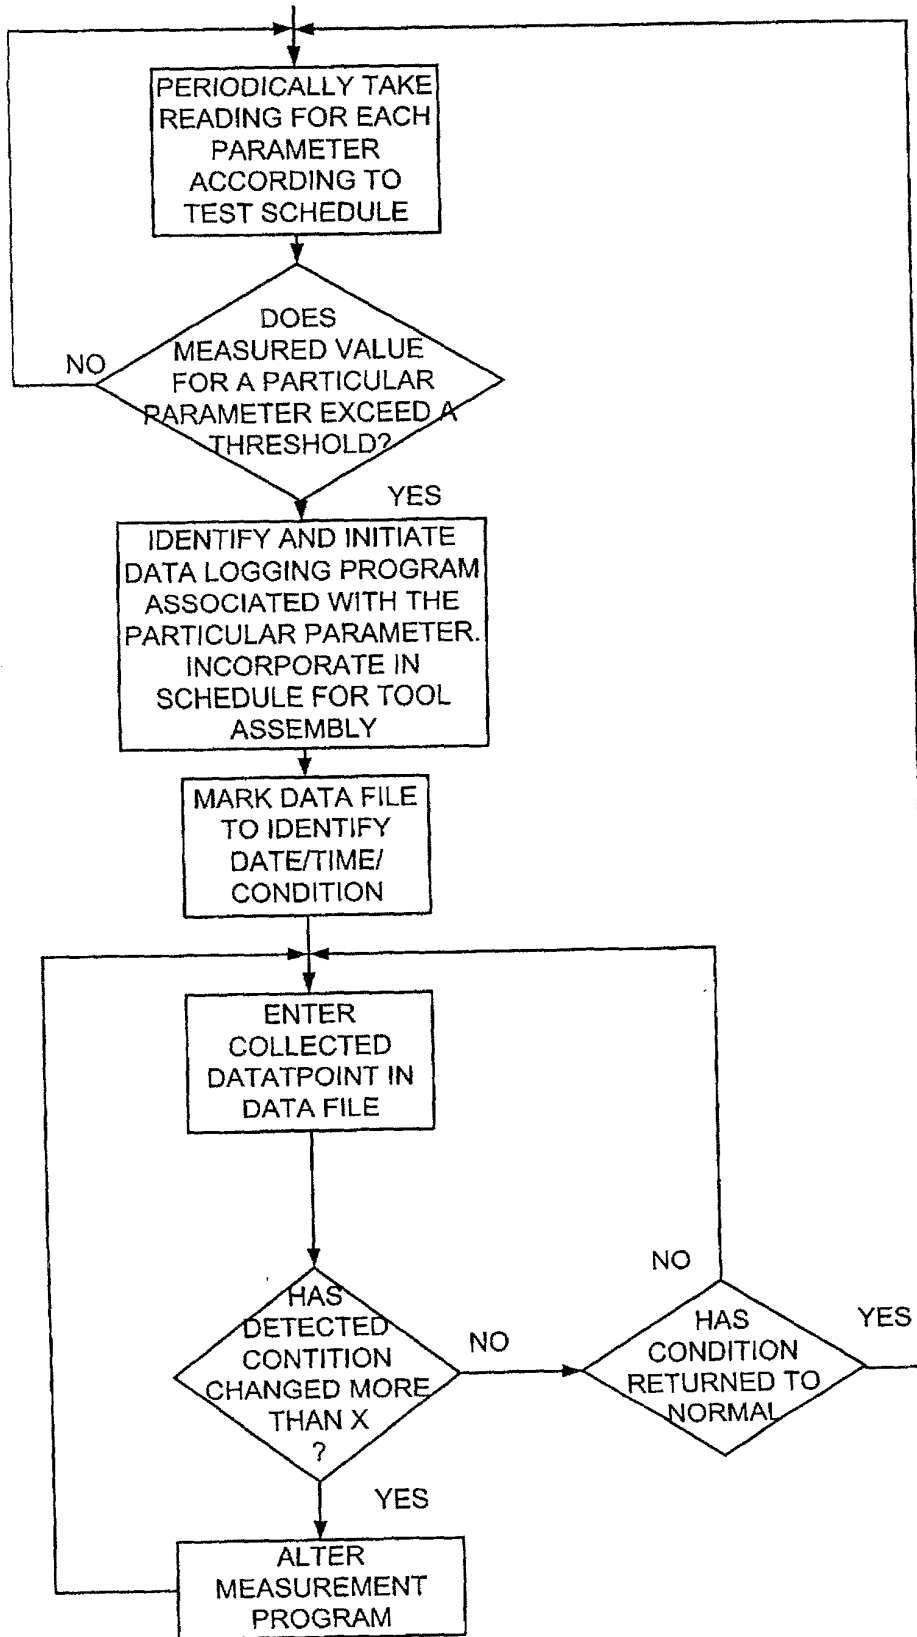 PERIODICALLY TAKE
READING FOR EACH
PARAMETER
ACCORDING TO
TEST SCHEDULE
DOES
MEASURED VALUE
FOR A PARTICULAR
PARAMETER EXCEED A
THRESHOLD?
NO
YES
IDENTIFY AND INITIATE
DATA LOGGING PROGRAM
ASSOCIATED WITH THE
PARTICULAR PARAMETER.
INCORPORATE IN
SCHEDULE FOR TOOL
ASSEMBLY
MARK DATA FILE
TO IDENTIFY
DATE/TIME/
CONDITION
ENTER
COLLECTED
DATATPOINT IN
DATA FILE
HAS
DETECTED
CONTITION
CHANGED MORE
THAN X
?
NO
HAS
CONDITION
RETURNED TO
NORMAL
NO
YES
YES
ALTER
MEASUREMENT
PROGRAM